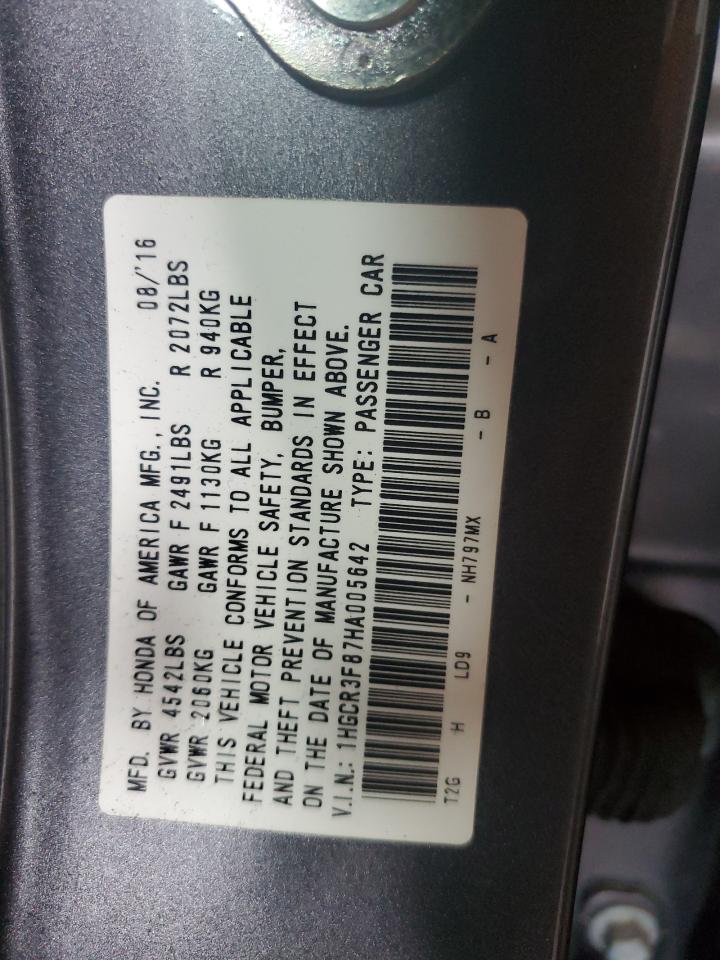 MFD. BY HONDA OF AMERICA MFG., INC. 08/'16
GVWR 4542LBS GAWR F 2491LBS R 2072LBS
GVWR 2060KG GAWR F 1130KG R 940KG
THIS VEHICLE CONFORMS TO ALL APPLICABLE
FEDERAL MOTOR VEHICLE SAFETY, BUMPER,
AND THEFT PREVENTION STANDARDS IN EFFECT
ON THE DATE OF MANUFACTURE SHOWN ABOVE.
V.I.N.: 1HGCR3F87HA005642 TYPE: PASSENGER CAR
T2G H LD9 - NH797MX - B - A